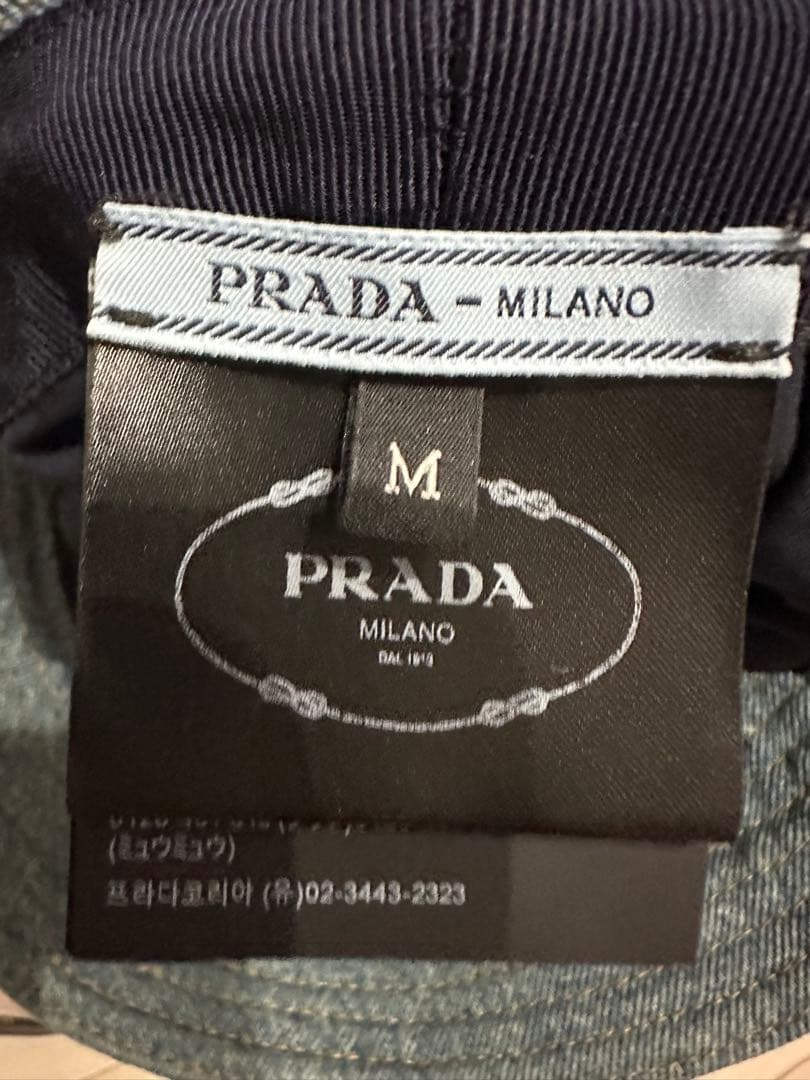 PRADA - MILANO
M
PRADA
MILANO
DAL 1913
(ミュウミュウ)
프라다코리아 (유)02-3443-2323